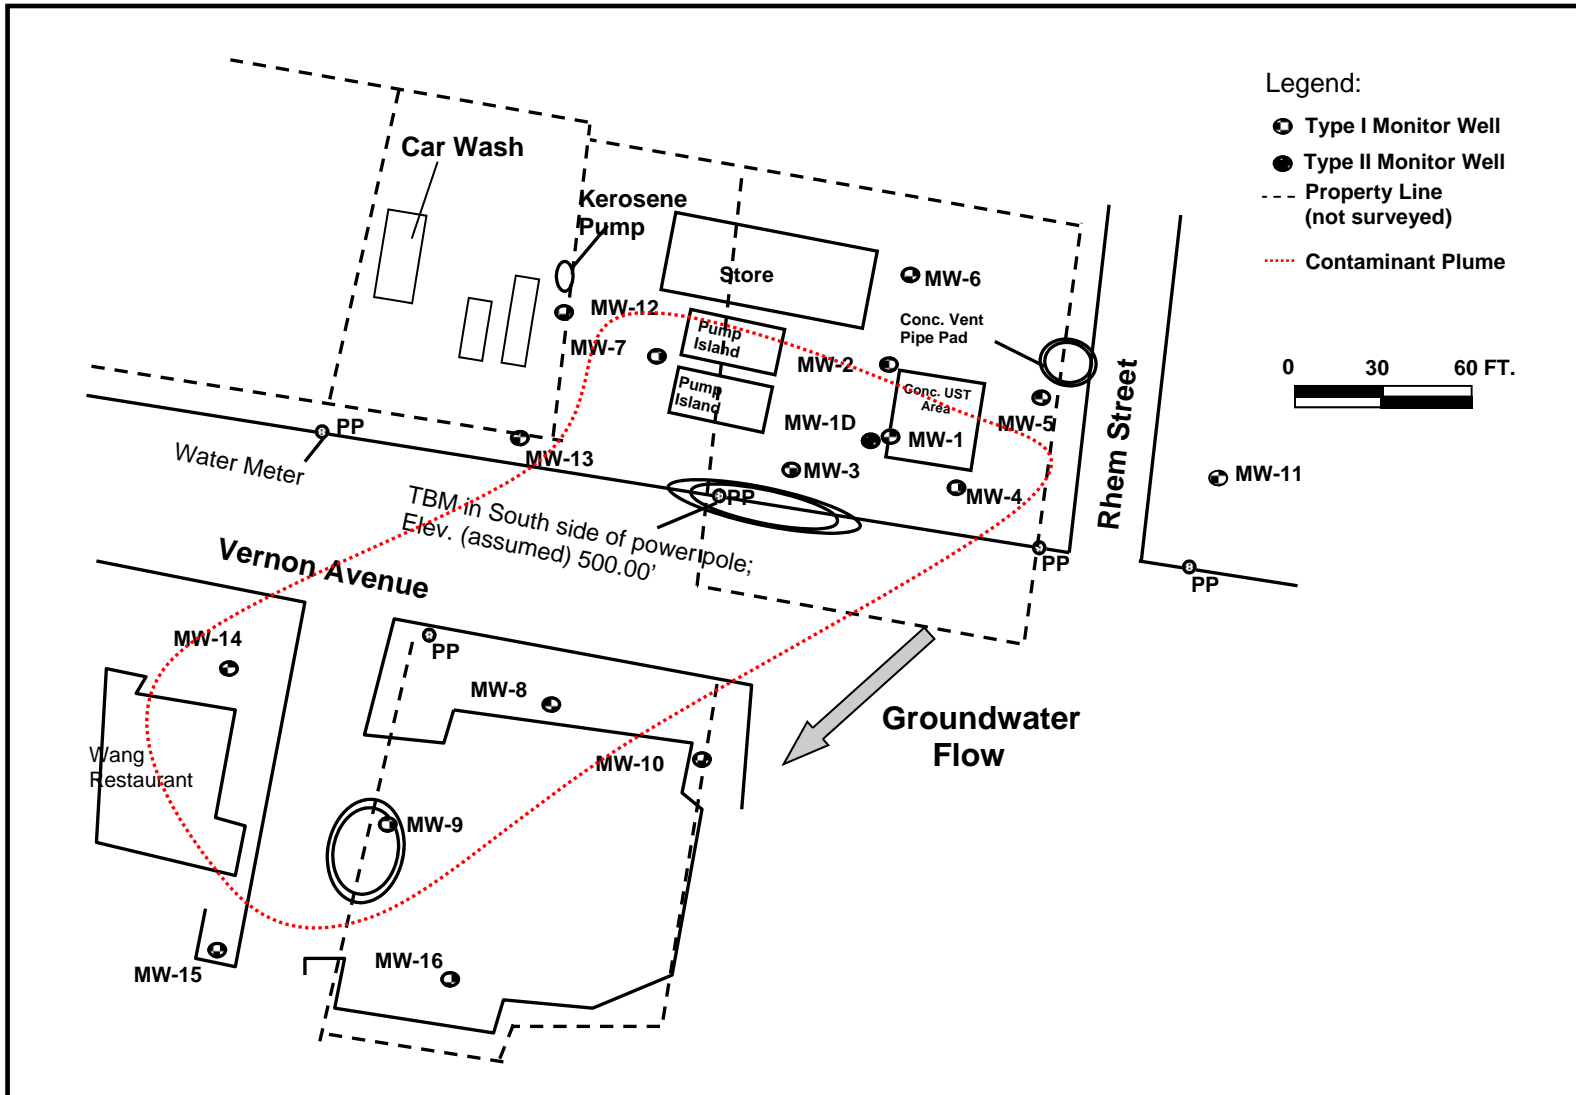 Legend:
Type I Monitor Well
Type II Monitor Well
Property Line
(not surveyed)
Contaminant Plume
Car Wash
Kerosene
Pump
Store
MW-6
MW-12
Conc. Vent
Pipe Pad
Pump
Island
MW-7
MW-2
Rhem Street
0 30 60 FT.
Pump
Island
Conc. UST
Area
MW-1D
MW-1
MW-5
PP
Water Meter
MW-13
MW-3
MW-4
MW-11
PP
TBM in South side of power pole;
Elev. (assumed) 500.00'
Vernon Avenue
PP
PP
MW-14
PP
MW-8
Groundwater
Flow
Wang
Restaurant
MW-10
MW-9
MW-15
MW-16